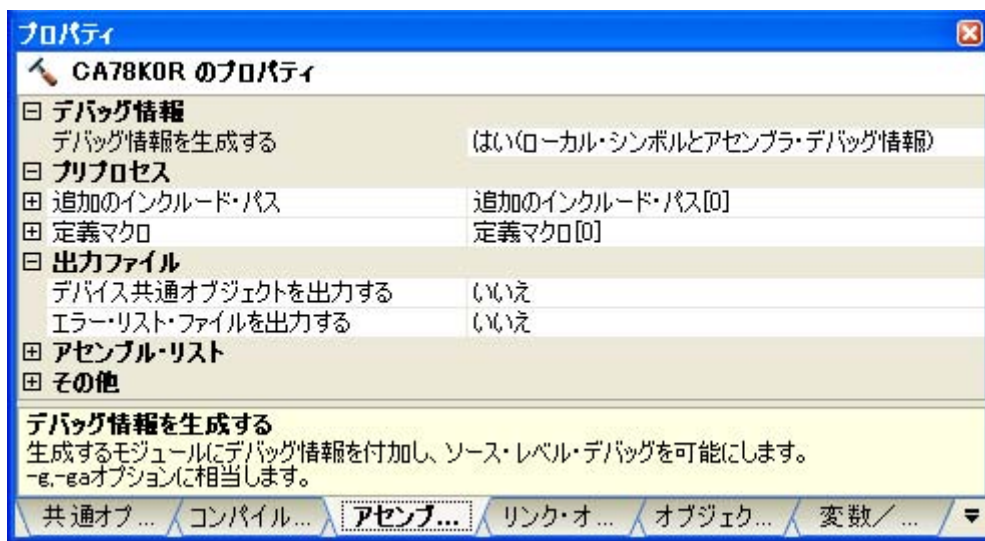 プロパティ
CA78K0R のプロパティ
デバッグ情報
デバッグ情報を生成する はい(ローカル・シンボルとアセンブラ・デバッグ情報)
プリプロセス
追加のインクルード・パス 追加のインクルード・パス[0]
定義マクロ 定義マクロ[0]
出力ファイル
デバイス共通オブジェクトを出力する いいえ
エラー・リスト・ファイルを出力する いいえ
アセンブル・リスト
その他
デバッグ情報を生成する
生成するモジュールにデバッグ情報を付加し、ソース・レベル・デバッグを可能にします。
-g,-gaオプションに相当します。
共通オプ... コンパイル... アセンブ... リンク・オ... オブジェク... 変数／...